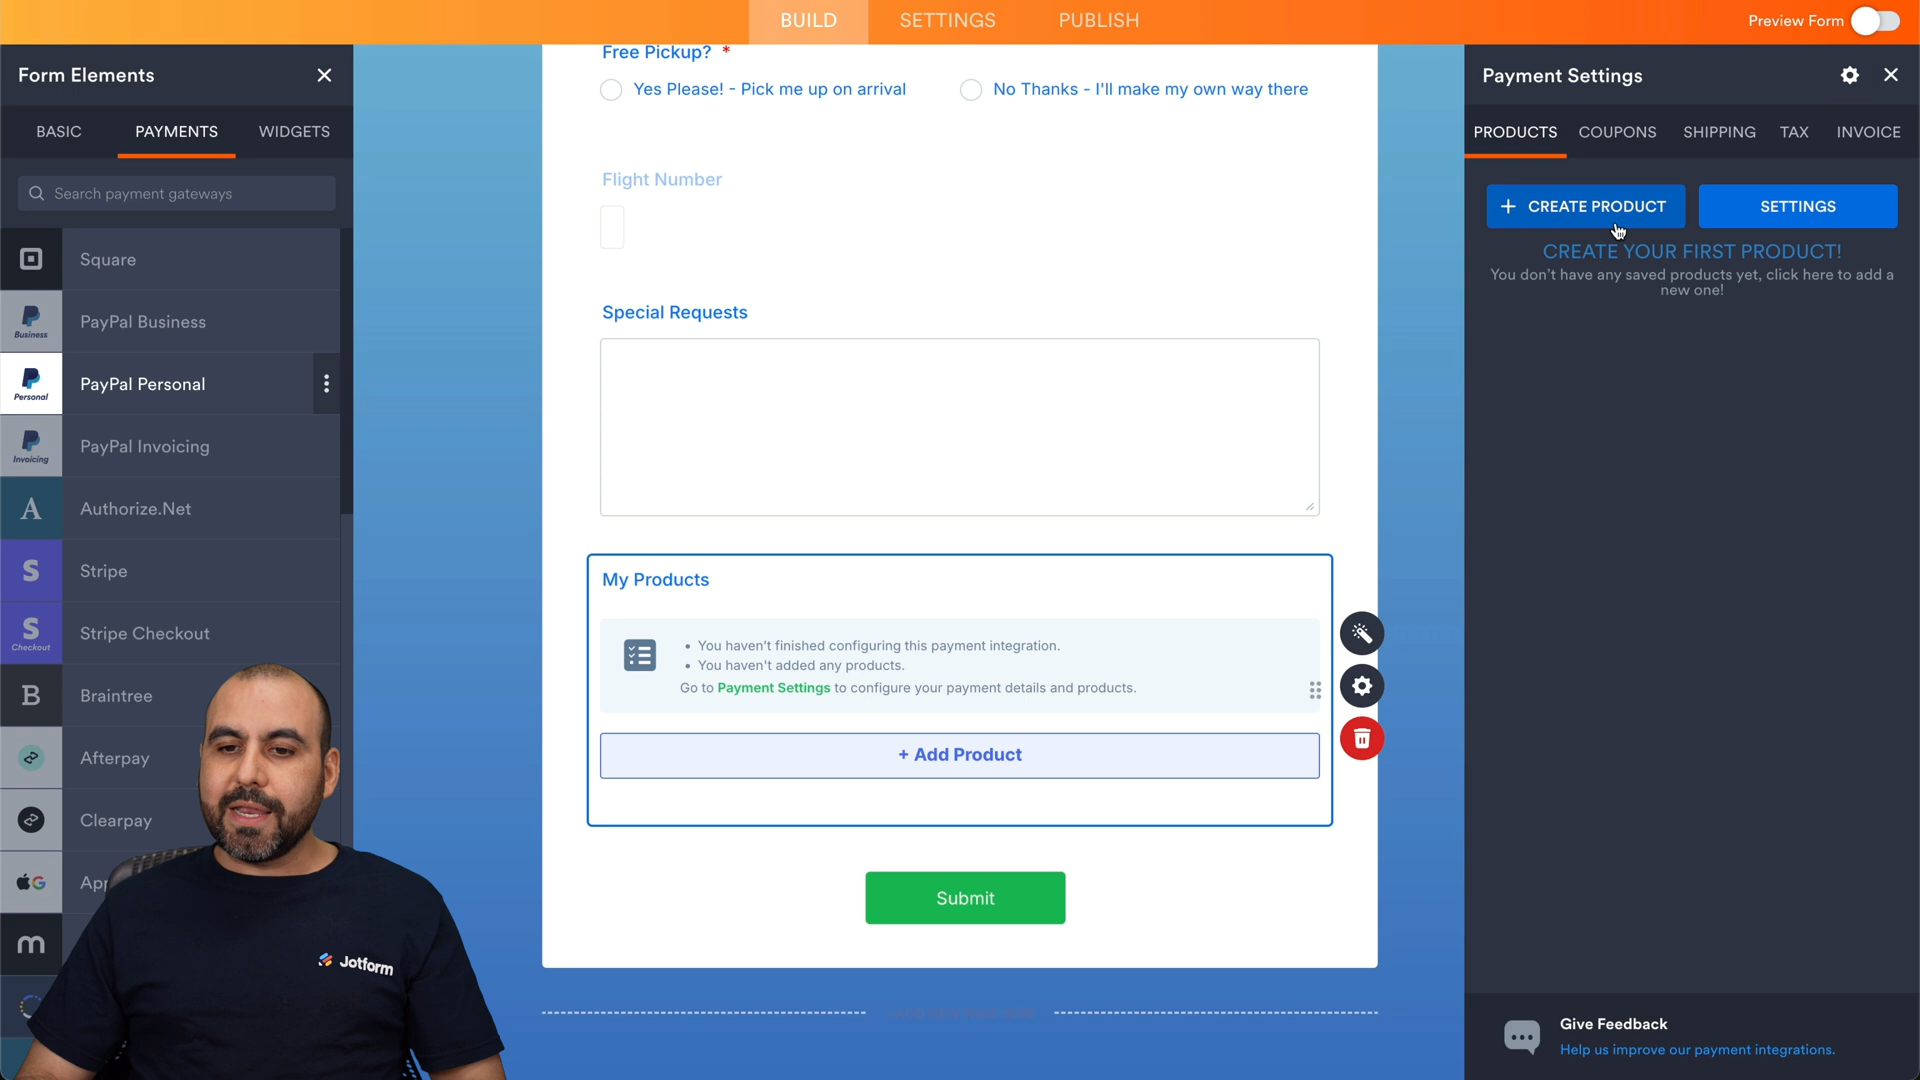 BUILD
SETTINGS
PUBLISH
Preview Form
Form Elements
BASIC
PAYMENTS
WIDGETS
Search payment gateways
Square
Business
PayPal Business
Personal
PayPal Personal
Invoicing
PayPal Invoicing
A
Authorize.Net
S
Stripe
S
Checkout
Stripe Checkout
B
Braintree
Afterpay
Clearpay
G
m
Jotform
Free Pickup? *
Yes Please! - Pick me up on arrival
No Thanks - I'll make my own way there
Flight Number
Special Requests
My Products
• You haven't finished configuring this payment integration.
• You haven't added any products.
Go to Payment Settings to configure your payment details and products.
+ Add Product
Submit
Payment Settings
PRODUCTS
COUPONS
SHIPPING
TAX
INVOICE
+ CREATE PRODUCT
SETTINGS
CREATE YOUR FIRST PRODUCT!
You don't have any saved products yet, click here to add a
new one!
Give Feedback
Help us improve our payment integrations.